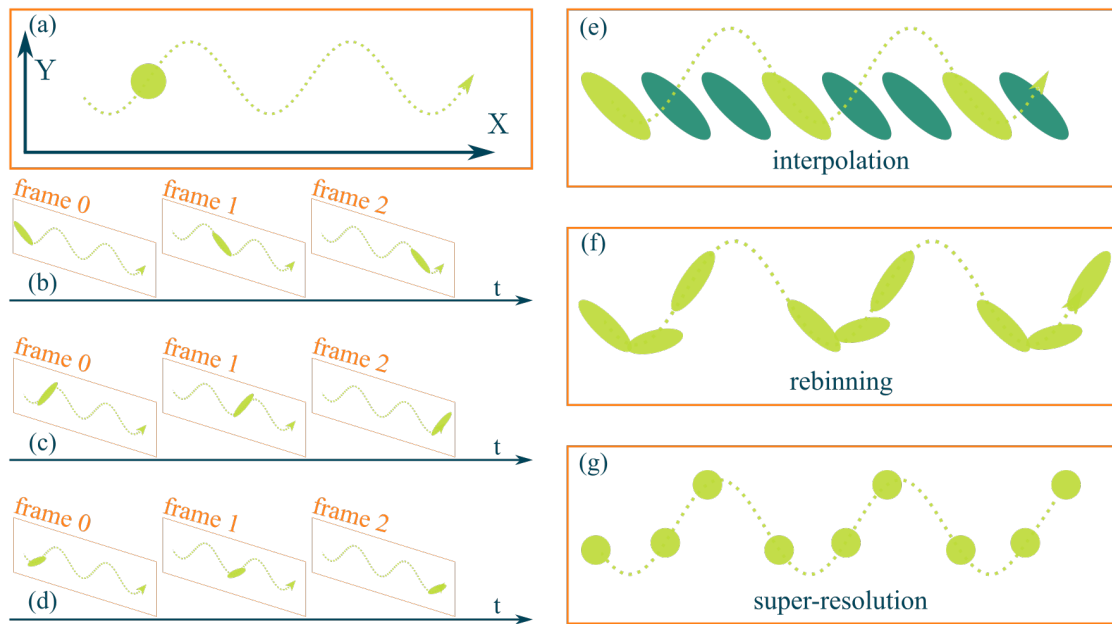 (a)
Y
X
frame 0
frame 1
frame 2
(b)
t
frame 0
frame 1
frame 2
(c)
t
frame 0
frame 1
frame 2
(d)
t
(e)
interpolation
(f)
rebinning
(g)
super-resolution